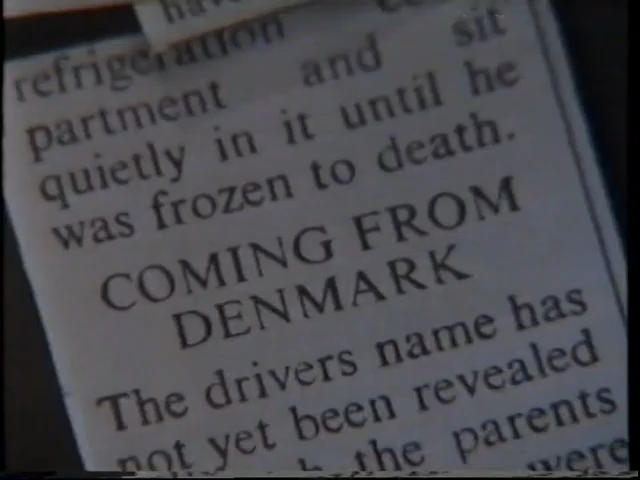 refrigeration
partment and sit
quietly in it until he
was frozen to death.
COMING FROM
DENMARK
The drivers name has
not yet been revealed
the parents
were